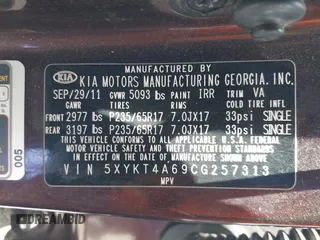 MANUFACTURED BY
KIA KIA MOTORS MANUFACTURING GEORGIA, INC.
SEP/29/11 GVWR 5093 lbs PAINT IRR TRIM VA
GAWR TIRES RIMS COLD INFL
FRONT 2977 lbs P235/65R17 7.0JX17 33psi SINGLE
REAR 3197 lbs P235/65R17 7.0JX17 33psi SINGLE
THIS VEHICLE CONFORMS TO ALL APPLICABLE U.S. FEDERAL
MOTOR VEHICLE SAFETY AND THEFT PREVENTION STANDARDS IN
EFFECT ON THE DATE OF MANUFACTURE SHOWN ABOVE.
VIN 5XYKT4A69CG257313
MPV
005
DREAMBID